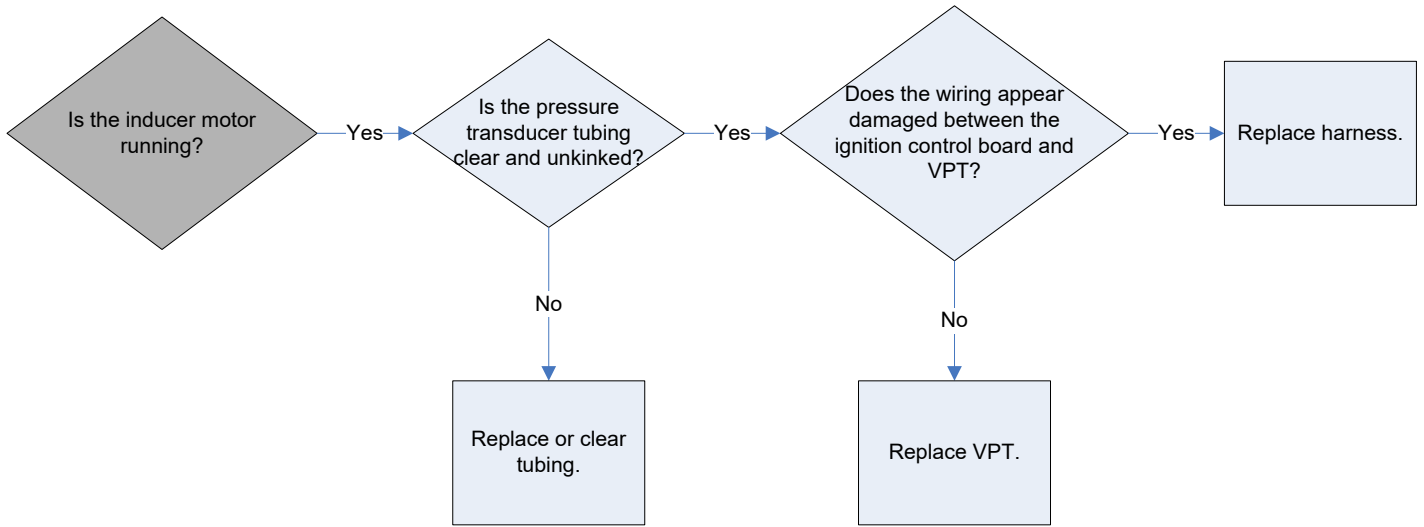 Is the inducer motor
running?
Yes
Is the pressure
transducer tubing
clear and unkinked?
Yes
Does the wiring appear
damaged between the
ignition control board and
VPT?
Yes
Replace harness.
No
Replace or clear
tubing.
No
Replace VPT.